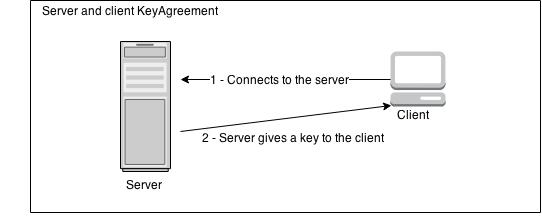 Server and client KeyAgreement
1 - Connects to the server
Client
2 - Server gives a key to the client
Server